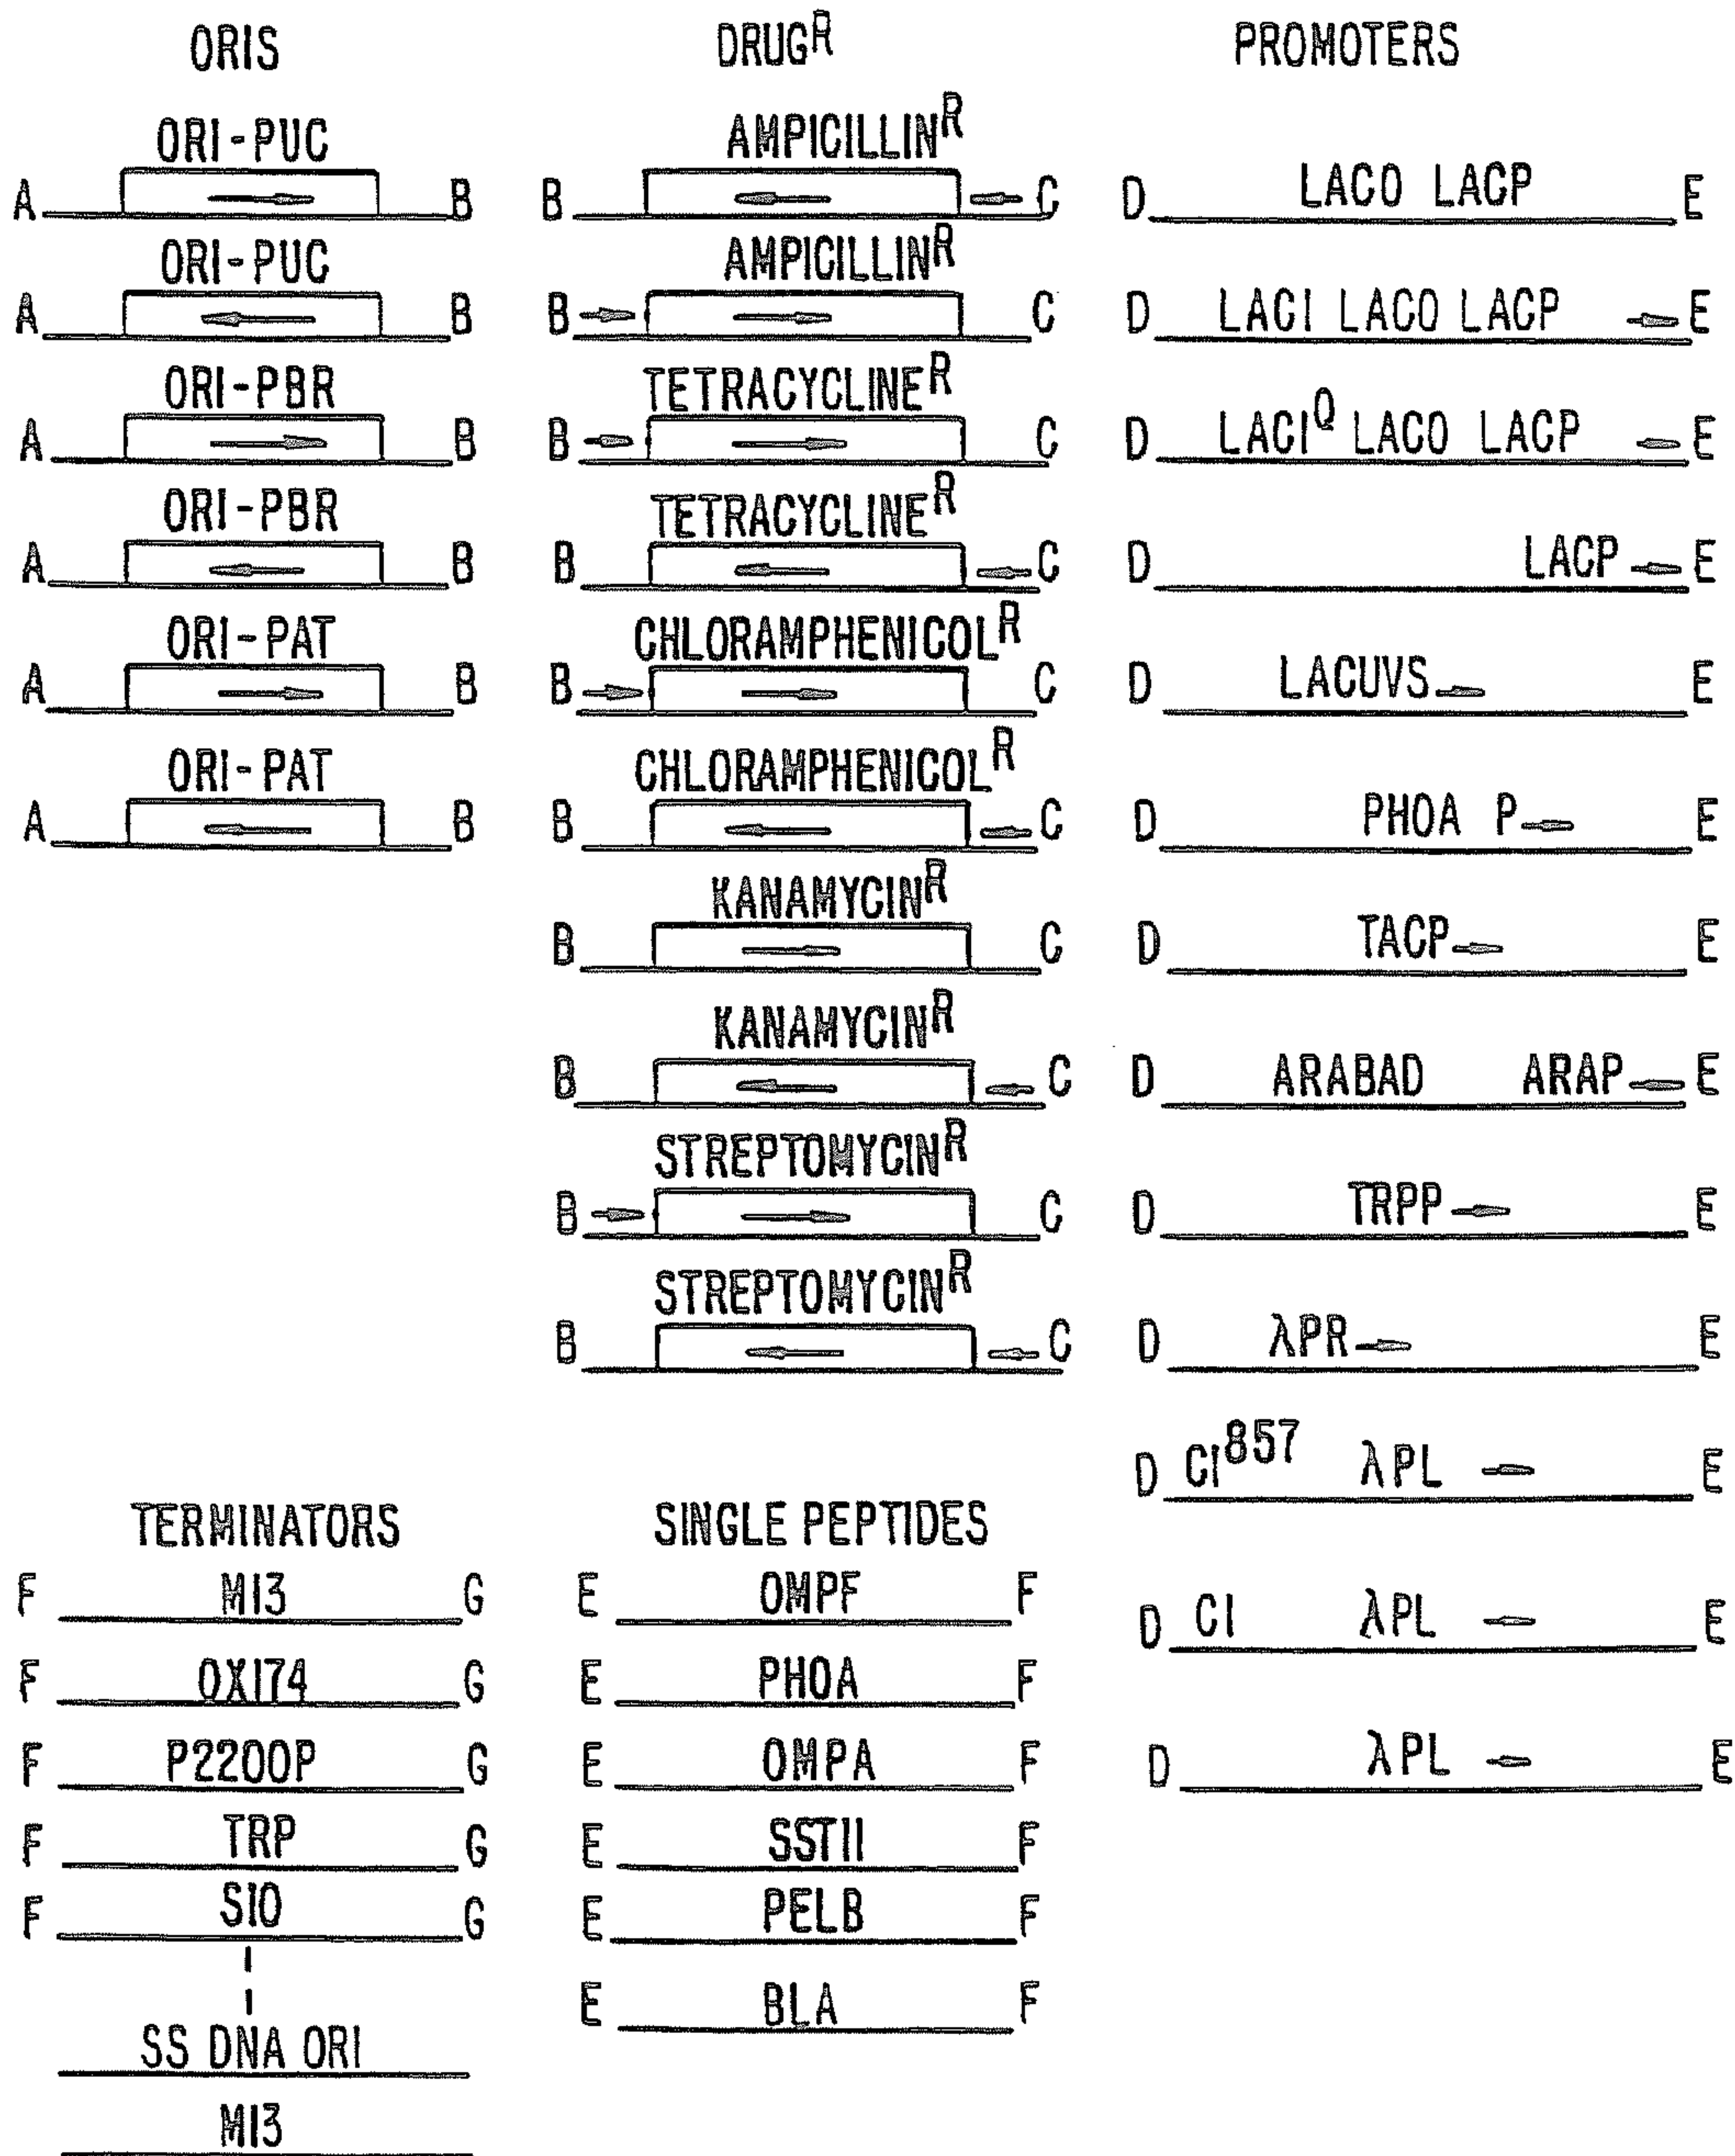 ORIS
ORI-PUC
A B
ORI-PUC
A B
ORI-PBR
A B
ORI-PBR
A B
ORI-PAT
A B
ORI-PAT
A B
DRUGᴿ
AMPICILLINᴿ
B C
AMPICILLINᴿ
B C
TETRACYCLINEᴿ
B C
TETRACYCLINEᴿ
B C
CHLORAMPHENICOLᴿ
B C
CHLORAMPHENICOLᴿ
B C
KANAMYCINᴿ
B C
KANAMYCINᴿ
B C
STREPTOMYCINᴿ
B C
STREPTOMYCINᴿ
B C
PROMOTERS
D LACO LACP E
D LACI LACO LACP E
D LACI^Q LACO LACP E
D LACP E
D LACUVS E
D PHOA P E
D TACP E
D ARABAD ARAP E
D TRPP E
D λPR E
D CI⁸⁵⁷ λPL E
D CI λPL E
D λPL E
TERMINATORS
F M13 G
F OX174 G
F P2200P G
F TRP G
F S10 G
SS DNA ORI
M13
SINGLE PEPTIDES
E OMPF F
E PHOA F
E OMPA F
E SSTII F
E PELB F
E BLA F